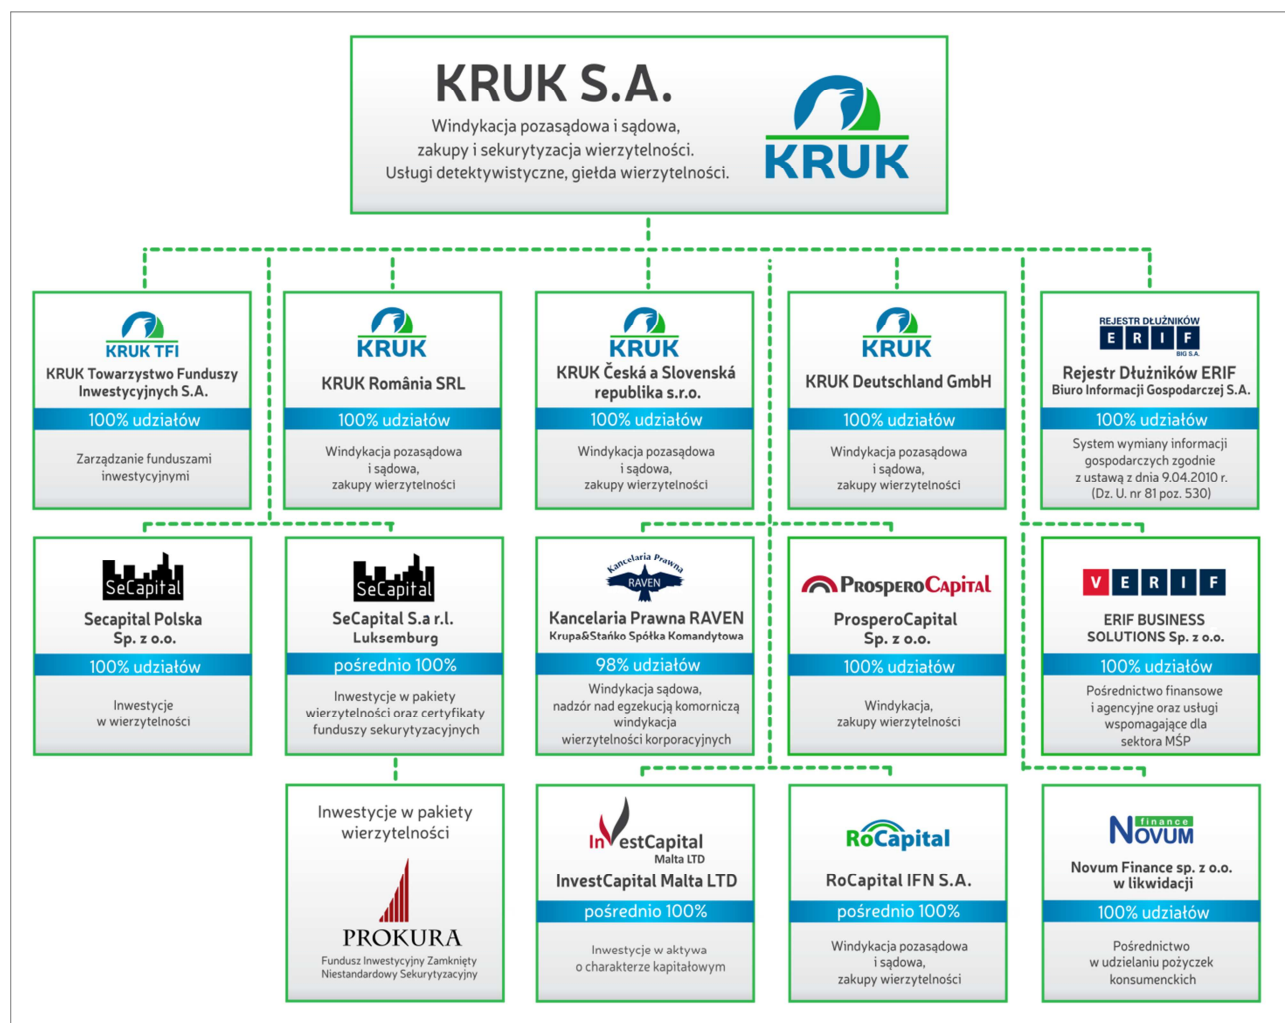 KRUK S.A.
Windykacja pozasądowa i sądowa,
zakupy i sekurytyzacja wierzytelności.
Usługi detektywistyczne, giełda wierzytelności.
KRUK
KRUK TFI
KRUK Towarzystwo Funduszy
Inwestycyjnych S.A.
100% udziałów
Zarządzanie funduszami
inwestycyjnymi
KRUK
KRUK România SRL
100% udziałów
Windykacja pozasądowa
i sądowa,
zakupy wierzytelności
KRUK
KRUK Česká a Slovenská
republika s.r.o.
100% udziałów
Windykacja pozasądowa
i sądowa,
zakupy wierzytelności
KRUK
KRUK Deutschland GmbH
100% udziałów
Windykacja pozasądowa
i sądowa,
zakupy wierzytelności
REJESTR DŁUŻNIKÓW
ERIF
BIG S.A.
Rejestr Dłużników ERIF
Biuro Informacji Gospodarczej S.A.
100% udziałów
System wymiany informacji
gospodarczych zgodnie
z ustawą z dnia 9.04.2010 r.
(Dz. U. nr 81 poz. 530)
SeCapital
Secapital Polska
Sp. z o.o.
100% udziałów
Inwestycje
w wierzytelności
SeCapital
SeCapital S.a r.l.
Luksemburg
pośrednio 100%
Inwestycje w pakiety
wierzytelności oraz certyfikaty
funduszy sekurytyzacyjnych
Kancelaria Prawna
RAVEN
Kancelaria Prawna RAVEN
Krupa&Stańko Spółka Komandytowa
98% udziałów
Windykacja sądowa,
nadzór nad egzekucją komorniczą
windykacja
wierzytelności korporacyjnych
PROSPEROCAPITAL
ProsperoCapital
Sp. z o.o.
100% udziałów
Windykacja,
zakupy wierzytelności
VERIF
ERIF BUSINESS
SOLUTIONS Sp. z o.o.
100% udziałów
Pośrednictwo finansowe
i agencyjne oraz usługi
wspomagające dla
sektora MŚP
Inwestycje w pakiety
wierzytelności
PROKURA
Fundusz Inwestycyjny Zamknięty
Niestandardowy Sekurytyzacyjny
InVestCapital
Malta LTD
InvestCapital Malta LTD
pośrednio 100%
Inwestycje w aktywa
o charakterze kapitałowym
RoCapital
RoCapital IFN S.A.
pośrednio 100%
Windykacja pozasądowa
i sądowa,
zakupy wierzytelności
finance
NOVUM
Novum Finance sp. z o.o.
w likwidacji
100% udziałów
Pośrednictwo
w udzielaniu pożyczek
konsumenckich